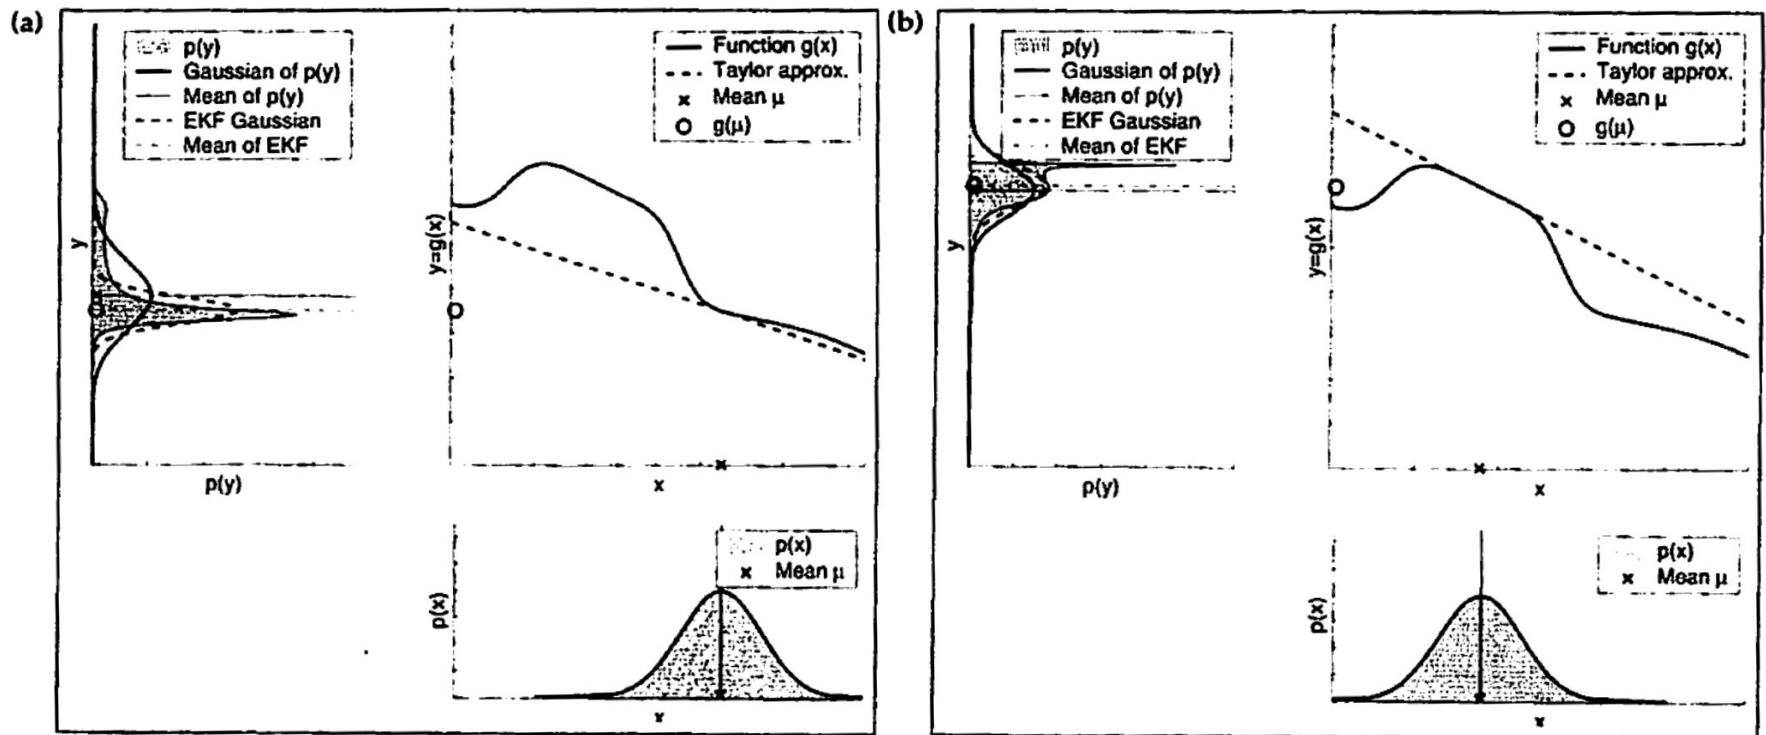 (a)
p(y)
Gaussian of p(y)
Mean of p(y)
EKF Gaussian
Mean of EKF
Function g(x)
Taylor approx.
× Mean μ
g(μ)
y
y=g(x)
p(y)
x
p(x)
× Mean μ
p(x)
x
(b)
p(y)
Gaussian of p(y)
Mean of p(y)
EKF Gaussian
Mean of EKF
Function g(x)
Taylor approx.
× Mean μ
g(μ)
y
y=g(x)
p(y)
x
p(x)
× Mean μ
p(x)
x